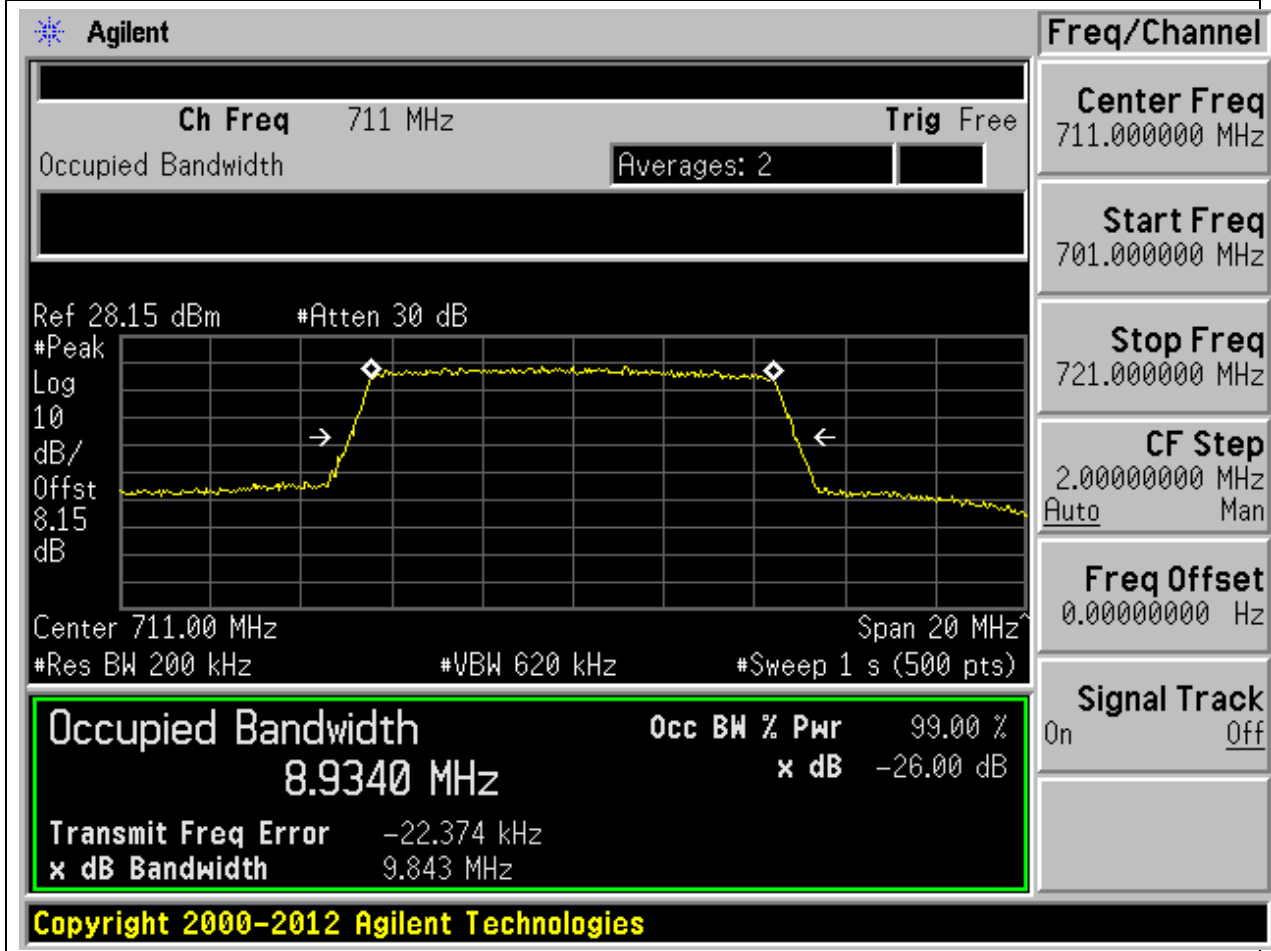 Agilent
Freq/Channel
Ch Freq 711 MHz Trig Free
Occupied Bandwidth Averages: 2
Center Freq
711.000000 MHz
Start Freq
701.000000 MHz
Stop Freq
721.000000 MHz
CF Step
2.00000000 MHz
Auto Man
Freq Offset
0.00000000 Hz
Signal Track
On Off
Ref 28.15 dBm #Atten 30 dB
#Peak
Log
10
dB/
Offst
8.15
dB
Center 711.00 MHz Span 20 MHz^
#Res BW 200 kHz #VBW 620 kHz #Sweep 1 s (500 pts)
Occupied Bandwidth Occ BW % Pwr 99.00 %
8.9340 MHz x dB -26.00 dB
Transmit Freq Error -22.374 kHz
x dB Bandwidth 9.843 MHz
Copyright 2000-2012 Agilent Technologies